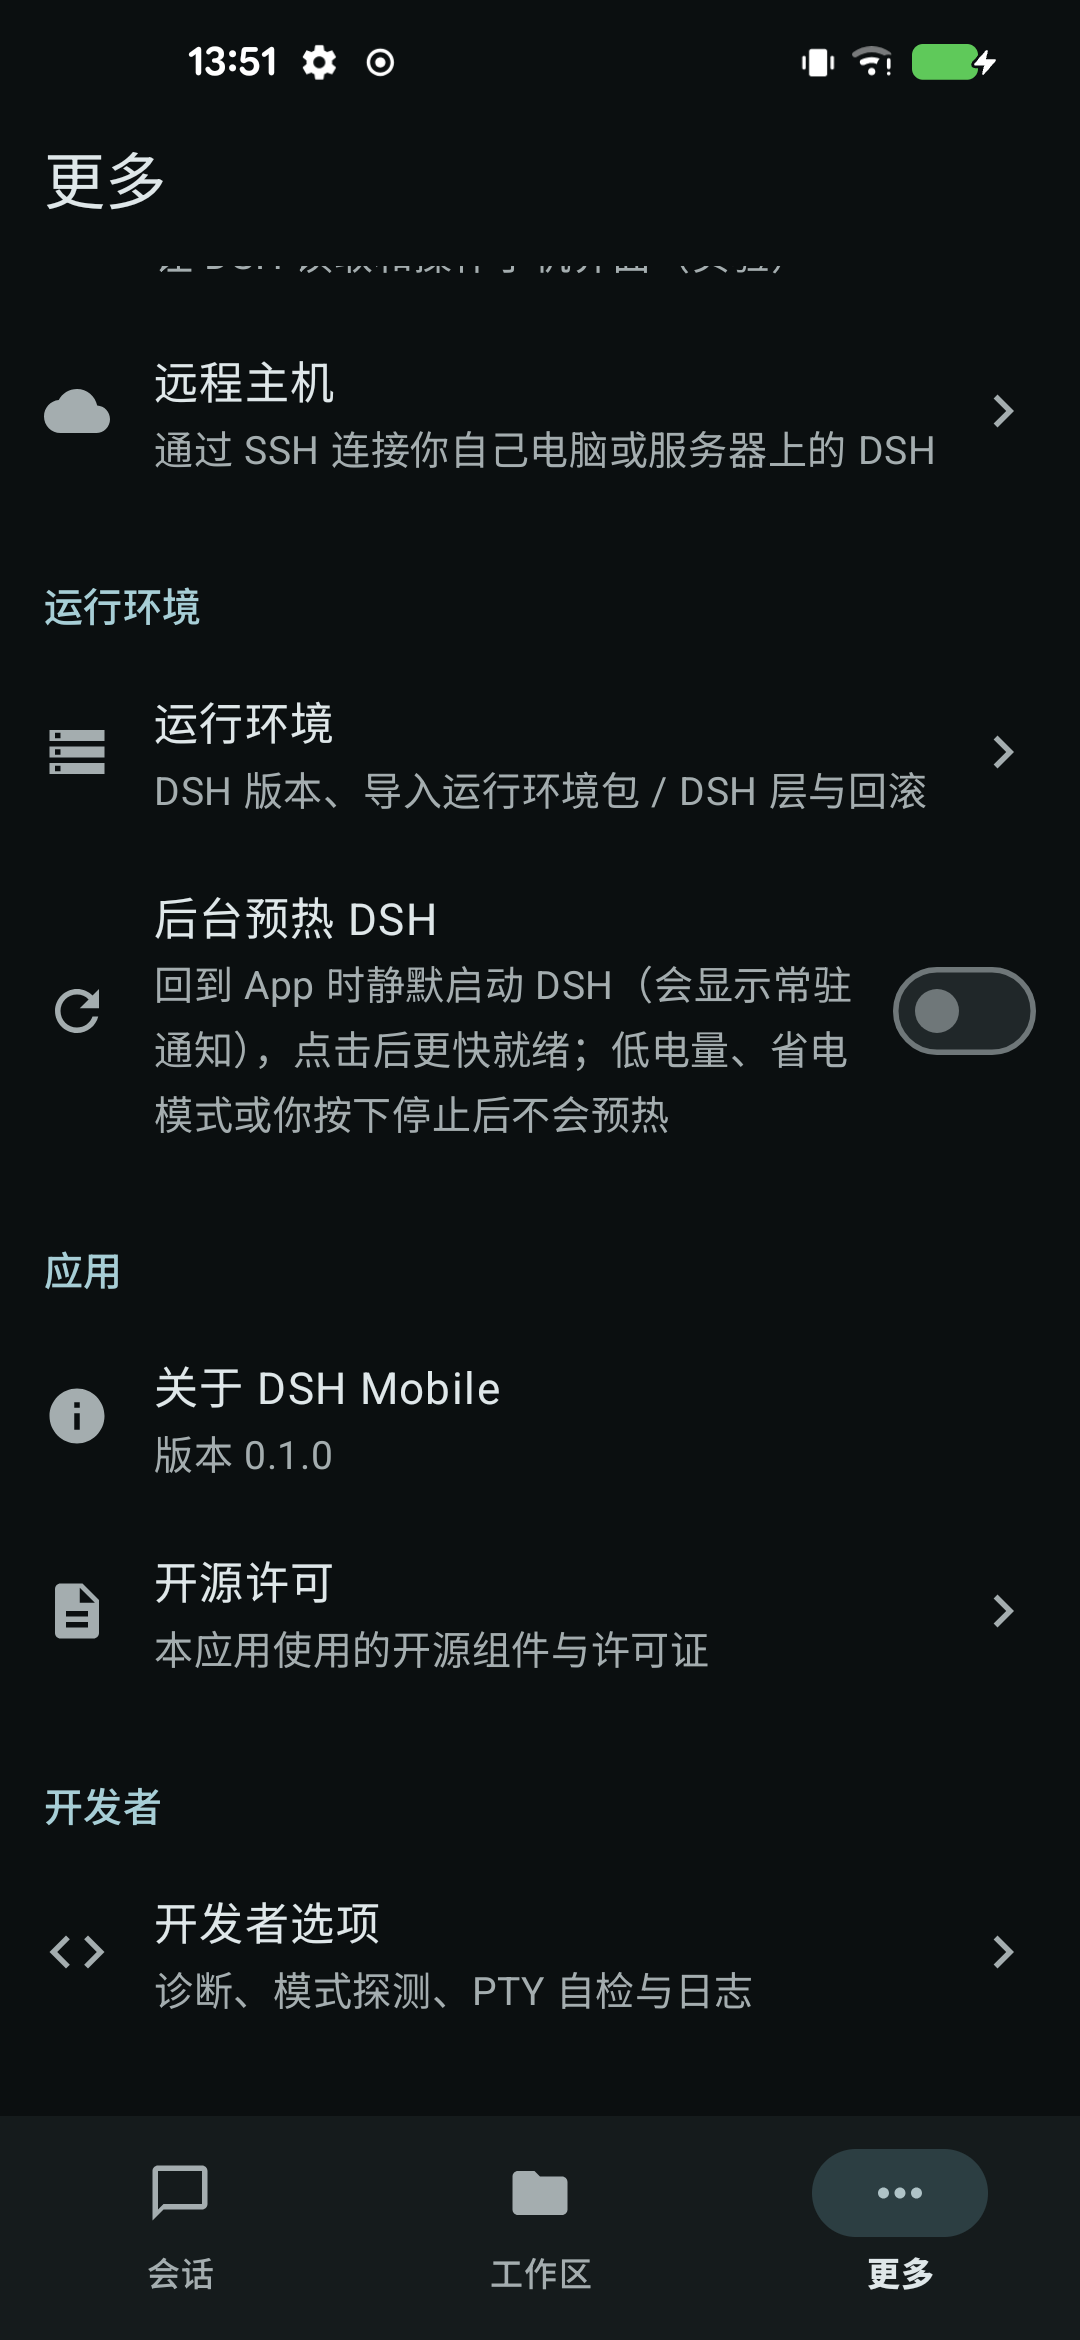 13:51
更多
远程主机
通过 SSH 连接你自己电脑或服务器上的 DSH
运行环境
运行环境
DSH 版本、导入运行环境包 / DSH 层与回滚
后台预热 DSH
回到 App 时静默启动 DSH（会显示常驻
通知），点击后更快就绪；低电量、省电
模式或你按下停止后不会预热
应用
关于 DSH Mobile
版本 0.1.0
开源许可
本应用使用的开源组件与许可证
开发者
开发者选项
诊断、模式探测、PTY 自检与日志
会话
工作区
更多